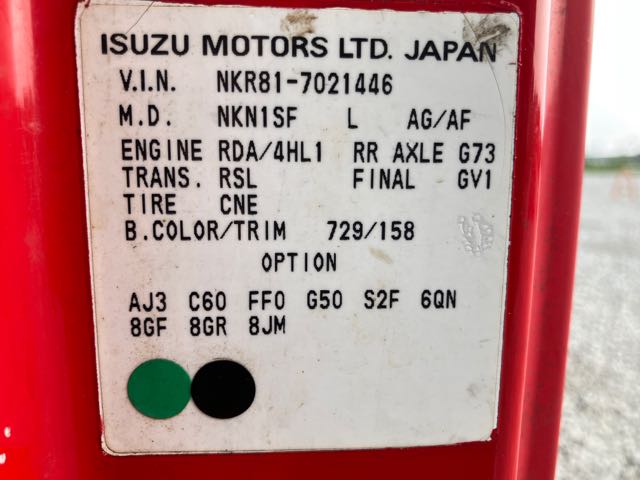 ISUZU MOTORS LTD. JAPAN
V.I.N. NKR81-7021446
M.D. NKN1SF L AG/AF
ENGINE RDA/4HL1 RR AXLE G73
TRANS. RSL FINAL GV1
TIRE CNE
B.COLOR/TRIM 729/158
OPTION
AJ3 C60 FF0 G50 S2F 6QN
8GF 8GR 8JM